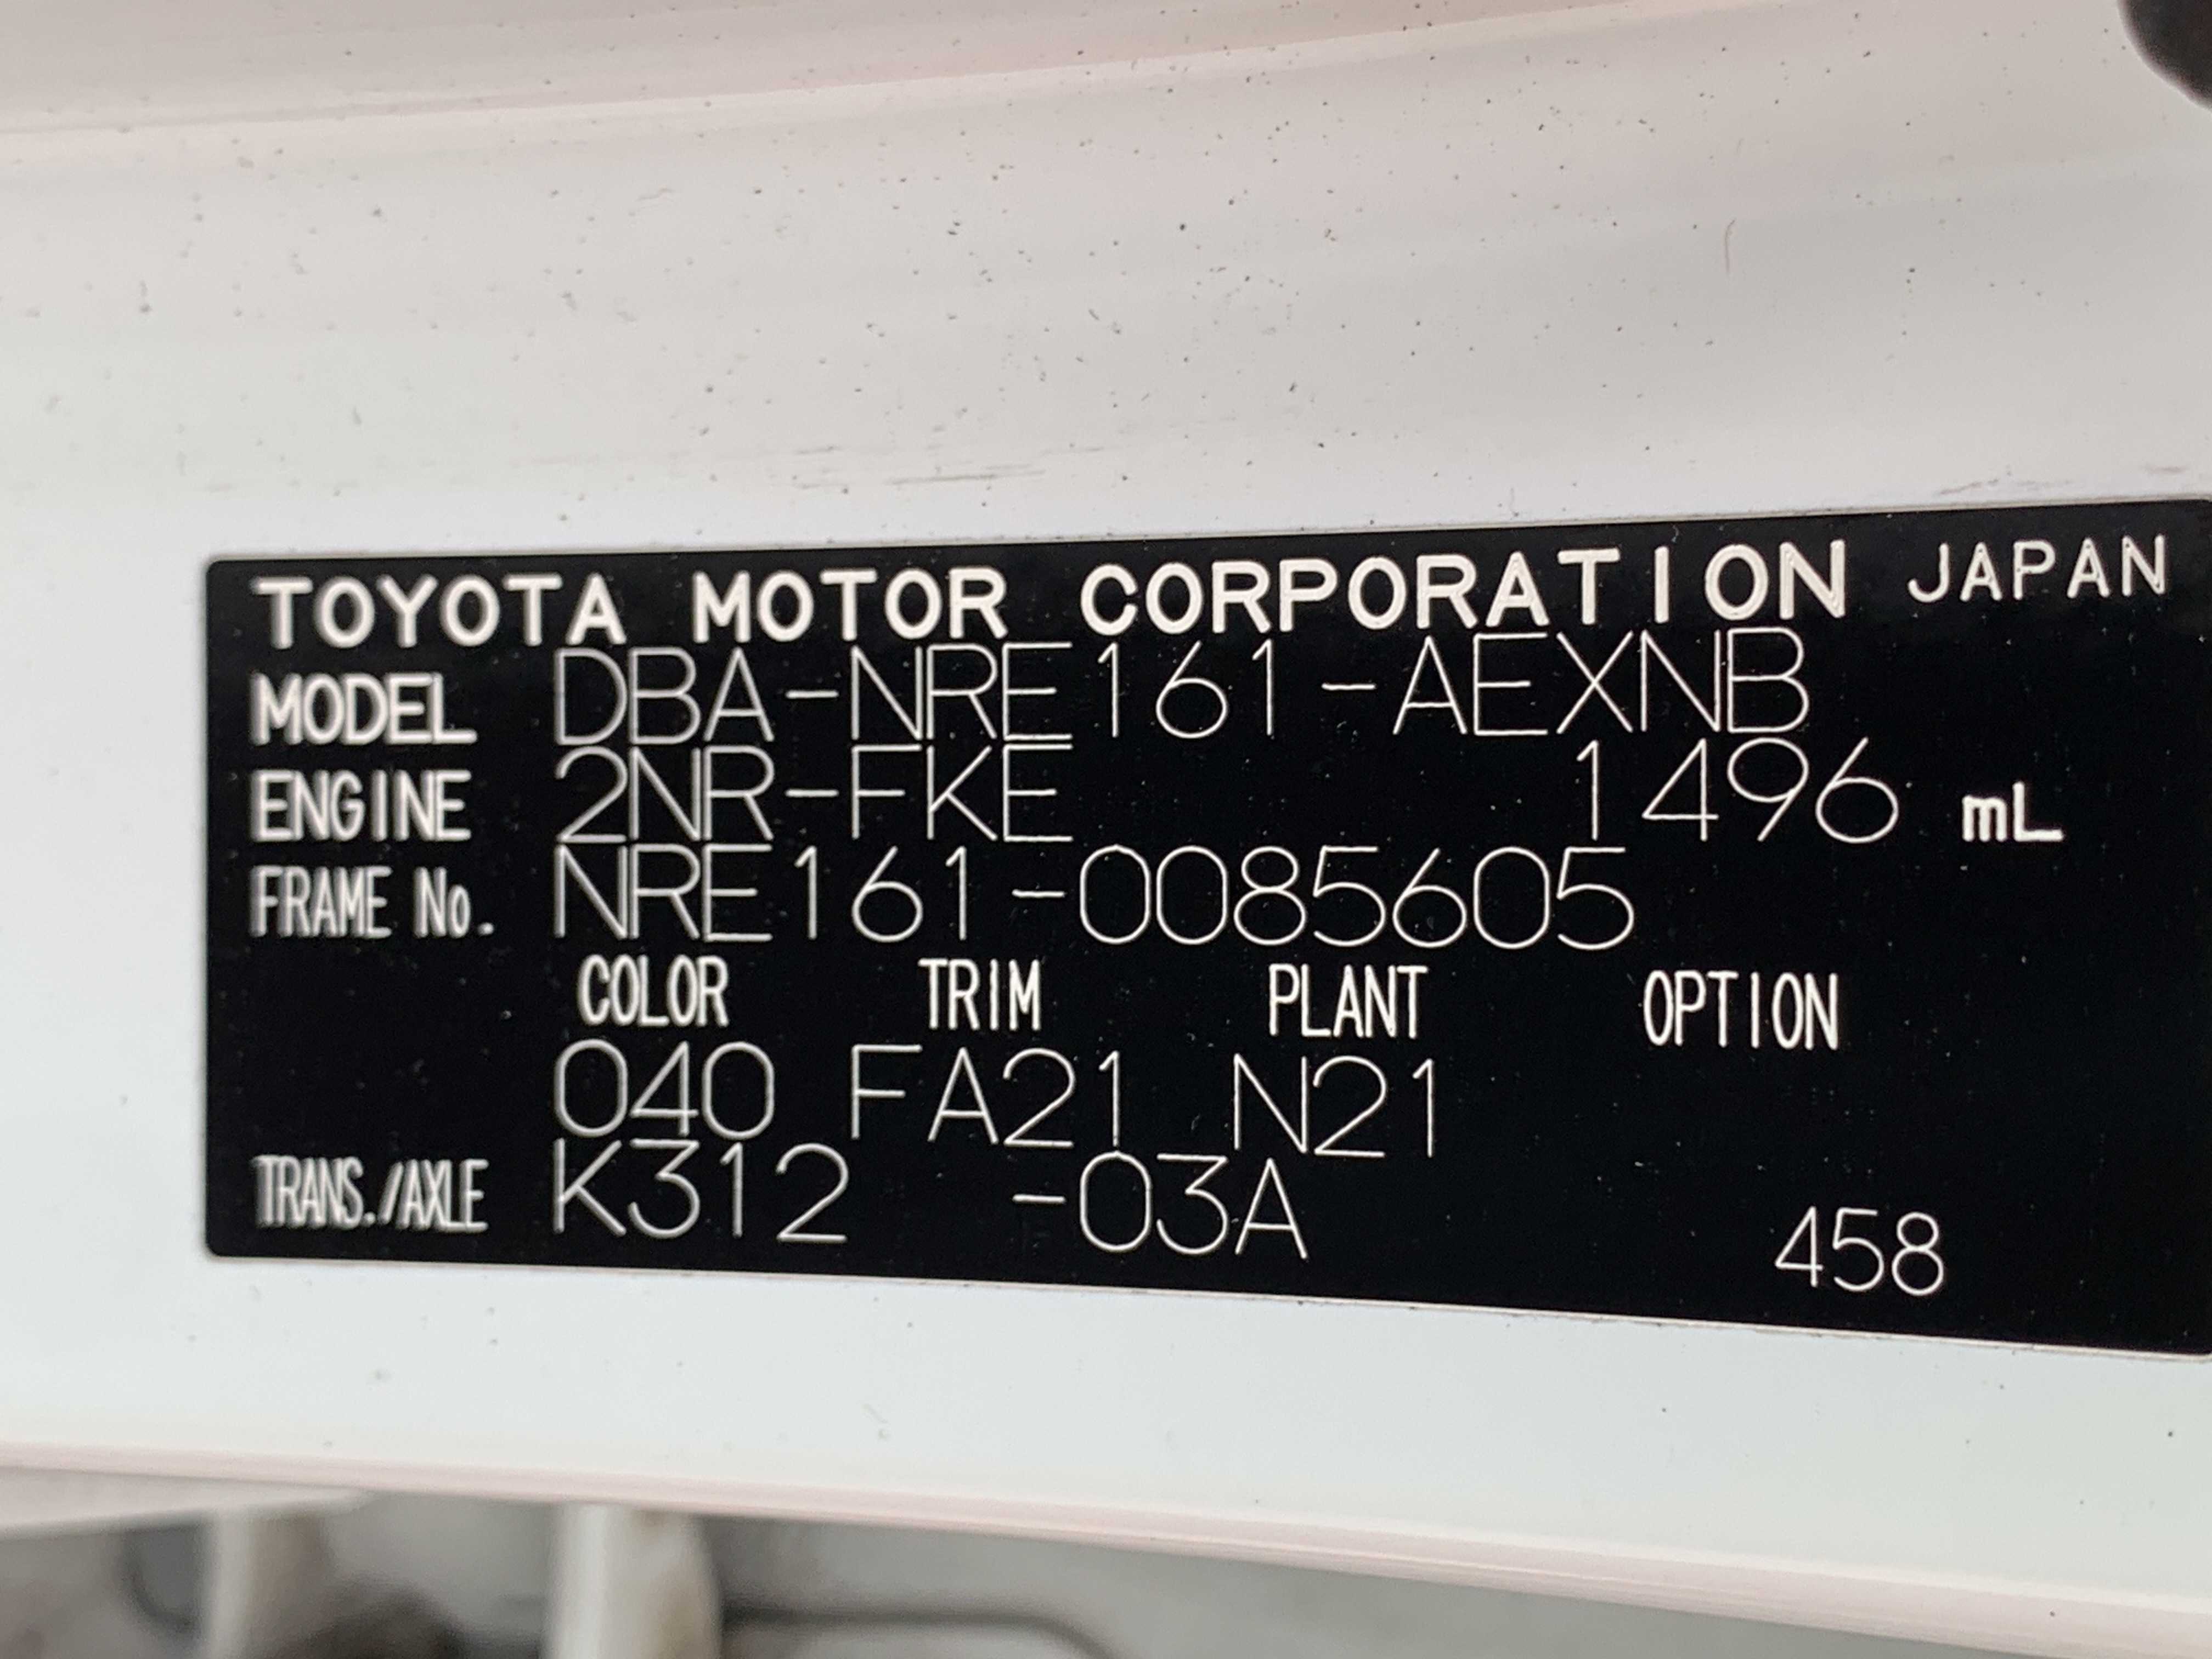 TOYOTA MOTOR CORPORATION JAPAN
MODEL DBA-NRE161-AEXNB
ENGINE 2NR-FKE 1496 mL
FRAME No. NRE161-0085605
COLOR TRIM PLANT OPTION
040 FA21 N21
TRANS./AXLE K312 -03A
458